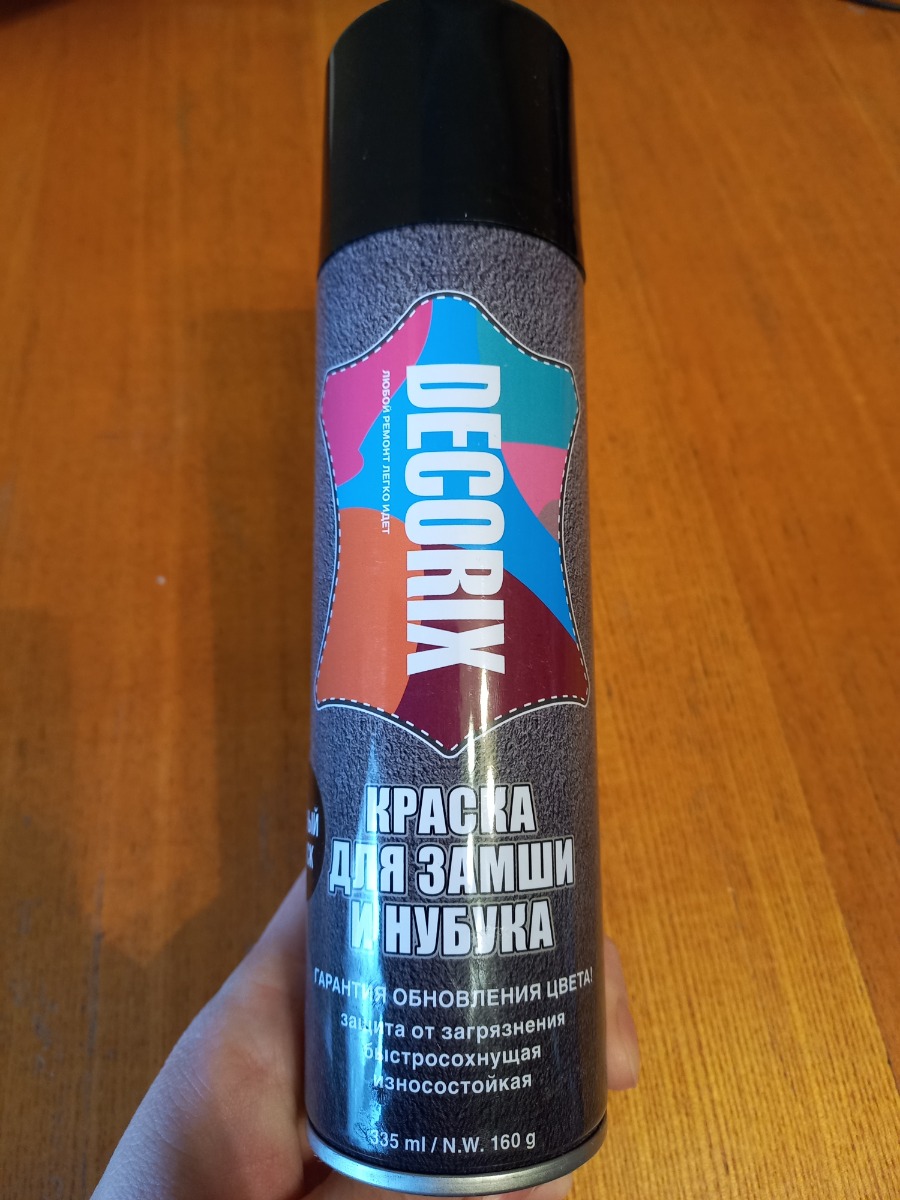 DECORIX
ЛЮБОЙ РЕМОНТ ЛЕГКО ИДЕТ
КРАСКА
ДЛЯ ЗАМШИ
И НУБУКА
ГАРАНТИЯ ОБНОВЛЕНИЯ ЦВЕТА!
защита от загрязнения
быстросохнущая
износостойкая
335 ml / N.W. 160 g